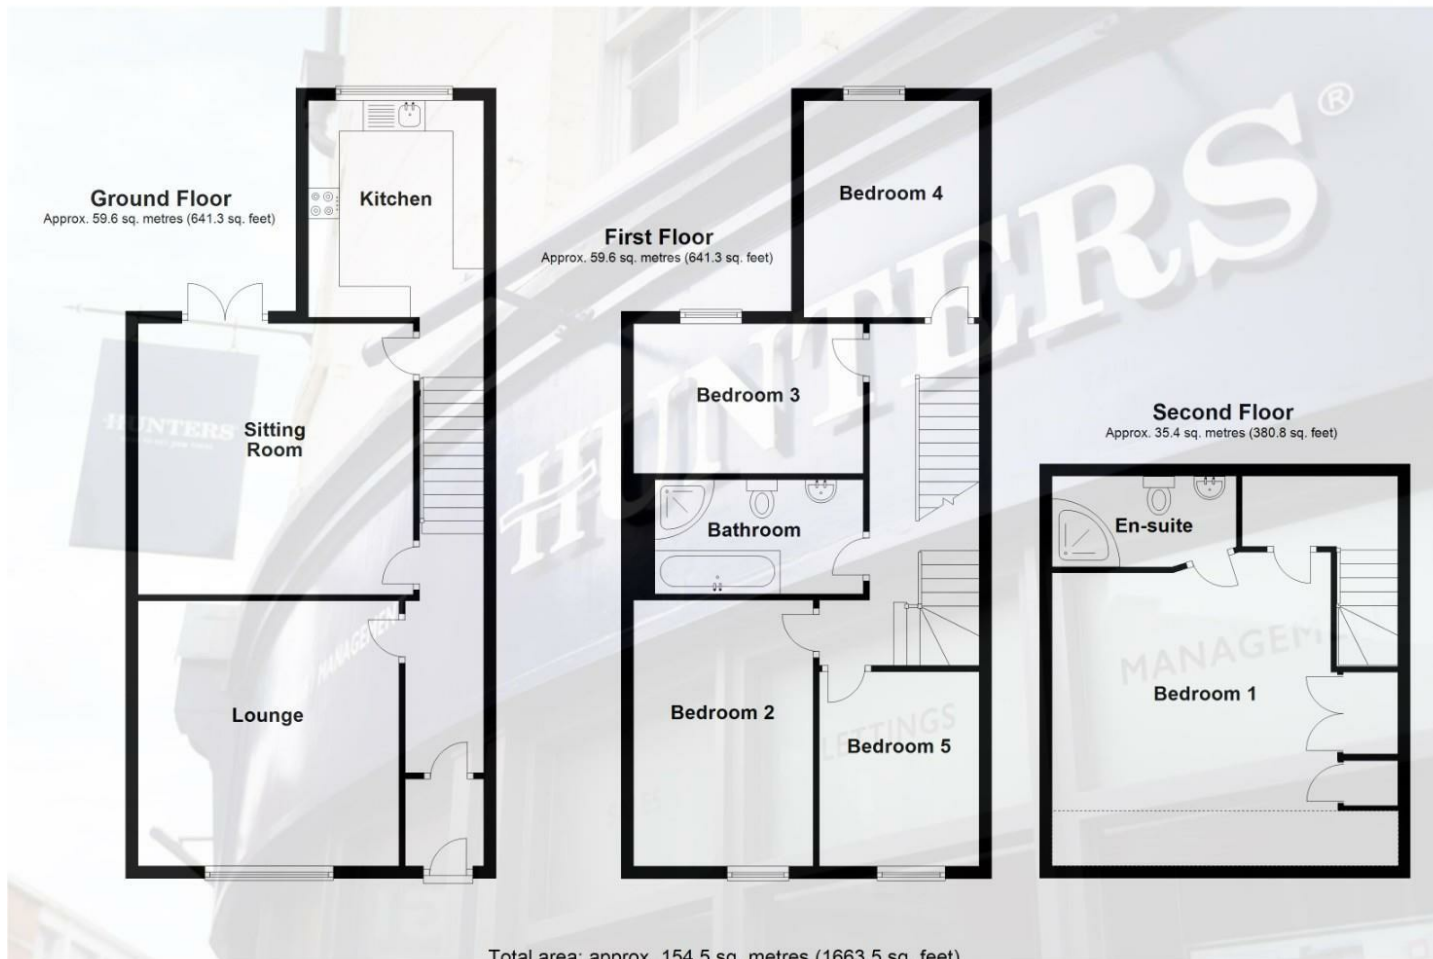 Ground Floor
Approx. 59.6 sq. metres (641.3 sq. feet)
Kitchen
Sitting
Room
Lounge
First Floor
Approx. 59.6 sq. metres (641.3 sq. feet)
Bedroom 4
Bedroom 3
Bathroom
Bedroom 2
Bedroom 5
Second Floor
Approx. 35.4 sq. metres (380.8 sq. feet)
En-suite
Bedroom 1
Total area: approx. 154.5 sq. metres (1663.5 sq. feet)
HUNTERS®
HUNTERS
MANAGEMEN
LETTINGS
MANAGEM